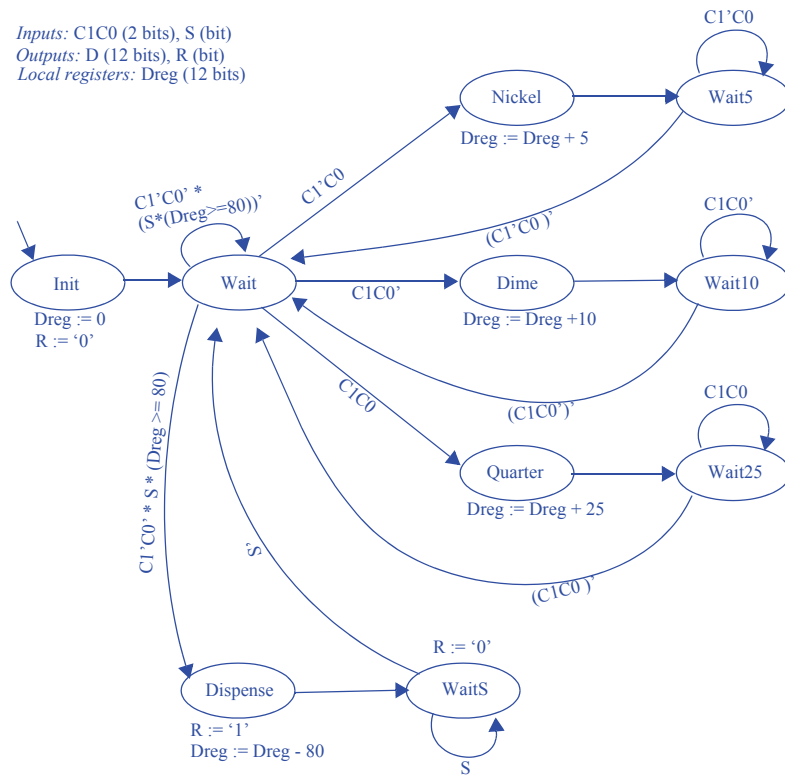 Inputs: C1C0 (2 bits), S (bit)
Outputs: D (12 bits), R (bit)
Local registers: Dreg (12 bits)
C1’C0
Nickel
Wait5
Dreg := Dreg + 5
C1’C0
C1’C0’ *
(S*(Dreg>=80))’
(C1’C0 )’
C1C0’
Init
Wait
C1C0’
Dime
Wait10
Dreg := 0
R := ‘0’
Dreg := Dreg +10
C1C0
(C1C0’)’
C1C0
Quarter
Wait25
Dreg := Dreg + 25
C1’C0’ * S * (Dreg >= 80)
S’
(C1C0 )’
R := ‘0’
Dispense
WaitS
R := ‘1’
Dreg := Dreg - 80
S